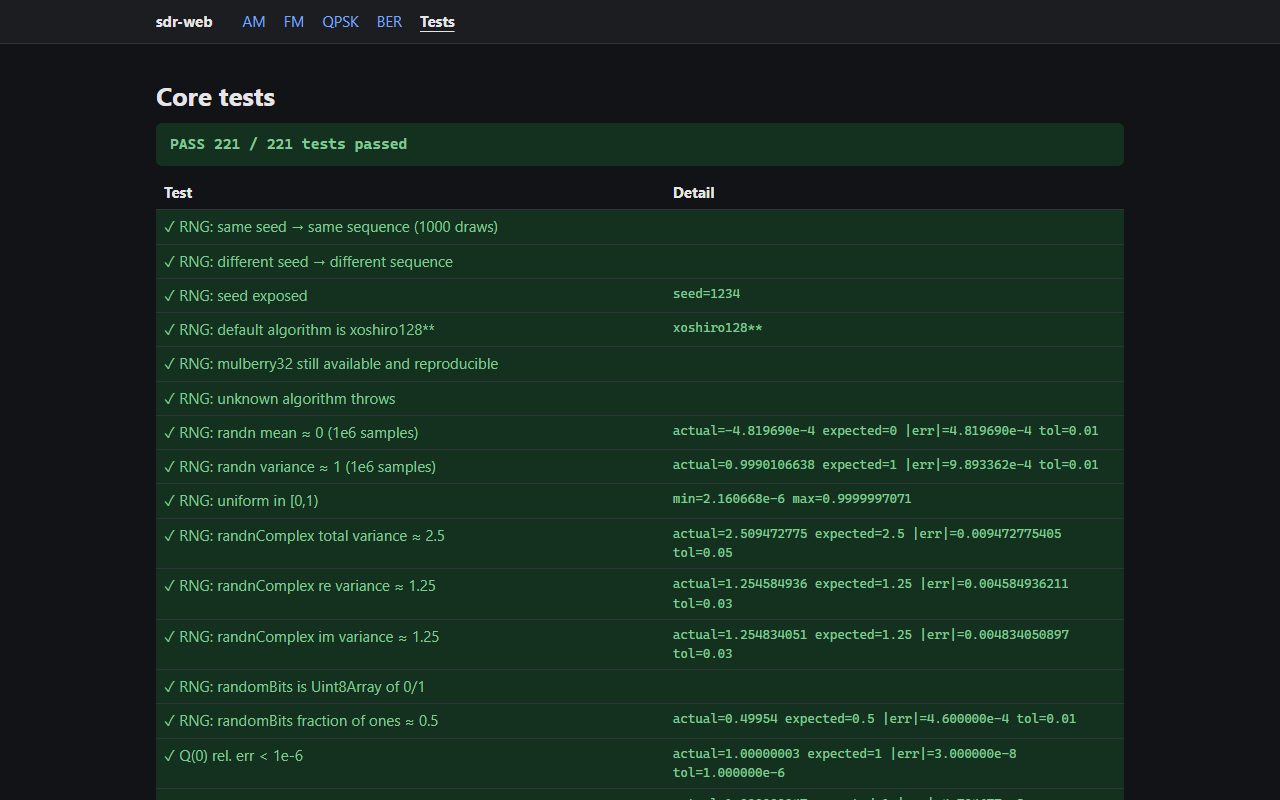 sdr-web AM FM QPSK BER Tests
Core tests
PASS 221 / 221 tests passed
Test Detail
✓ RNG: same seed → same sequence (1000 draws)
✓ RNG: different seed → different sequence
✓ RNG: seed exposed seed=1234
✓ RNG: default algorithm is xoshiro128** xoshiro128**
✓ RNG: mulberry32 still available and reproducible
✓ RNG: unknown algorithm throws
✓ RNG: randn mean ≈ 0 (1e6 samples) actual=-4.819690e-4 expected=0 |err|=4.819690e-4 tol=0.01
✓ RNG: randn variance ≈ 1 (1e6 samples) actual=0.9990106638 expected=1 |err|=9.893362e-4 tol=0.01
✓ RNG: uniform in [0,1) min=2.160668e-6 max=0.9999997071
✓ RNG: randnComplex total variance ≈ 2.5 actual=2.509472775 expected=2.5 |err|=0.009472775405
tol=0.05
✓ RNG: randnComplex re variance ≈ 1.25 actual=1.254584936 expected=1.25 |err|=0.004584936211
tol=0.03
✓ RNG: randnComplex im variance ≈ 1.25 actual=1.254834051 expected=1.25 |err|=0.004834050897
tol=0.03
✓ RNG: randomBits is Uint8Array of 0/1
✓ RNG: randomBits fraction of ones ≈ 0.5 actual=0.49954 expected=0.5 |err|=4.600000e-4 tol=0.01
✓ Q(0) rel. err < 1e-6 actual=1.00000003 expected=1 |err|=3.000000e-8
tol=1.000000e-6